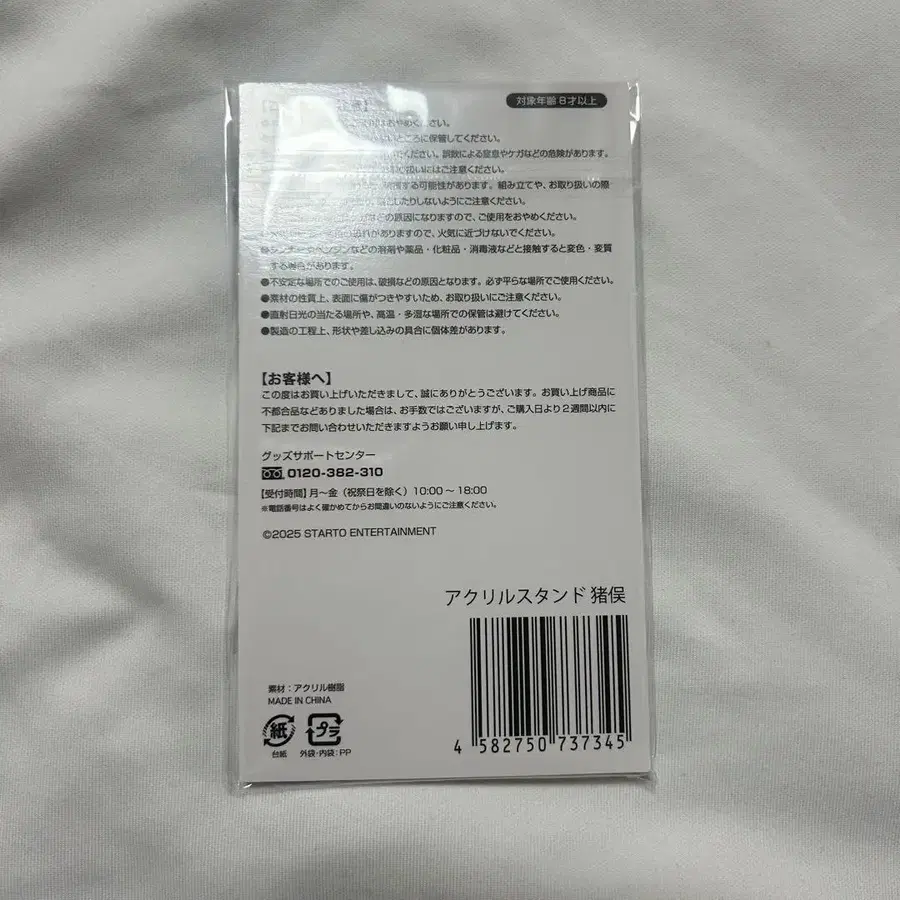 対象年齢 8才以上
はおやめください。
ところに保管してください。
ください。誤飲による窒息やケガなどの危険があります。
扱いにはご注意ください。
する可能性があります。組み立てや、お取り扱いの際
したりしないようにご注意ください。
などの原因になりますので、ご使用をおやめください。
がありますので、火気に近づけないでください。
●シンナーやベンジンなどの溶剤や薬品・化粧品・消毒液などと接触すると変色・変質
する場合があります。
●不安定な場所でのご使用は、破損などの原因となります。必ず平らな場所でご使用ください。
●素材の性質上、表面に傷がつきやすいため、お取り扱いにご注意ください。
●直射日光の当たる場所や、高温・多湿な場所での保管は避けてください。
●製造の工程上、形状や差し込みの具合に個体差があります。
【お客様へ】
この度はお買い上げいただきまして、誠にありがとうございます。お買い上げ商品に
不都合品などありました場合は、お手数ではございますが、ご購入日より2週間以内に
下記までお問い合わせいただきますようお願い申し上げます。
グッズサポートセンター
0120-382-310
【受付時間】月〜金（祝祭日を除く）10:00〜18:00
※電話番号はよく確かめてからお間違いのないようにご注意ください。
©2025 STARTO ENTERTAINMENT
アクリルスタンド 猪俣
素材：アクリル樹脂
MADE IN CHINA
紙 プラ
台紙 外袋・内袋：PP
4 582750 737345